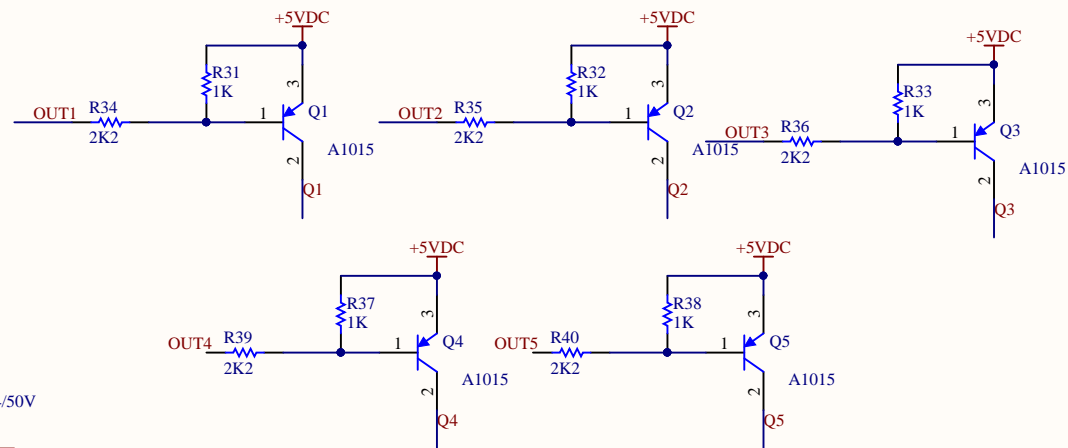 +5VDC
R31
1K
3
OUT1
R34
2K2
1
Q1
A1015
2
Q1
+5VDC
R32
1K
3
OUT2
R35
2K2
1
Q2
A1015
2
Q2
+5VDC
R33
1K
3
OUT3
R36
2K2
1
Q3
A1015
2
Q3
+5VDC
R37
1K
3
OUT4
R39
2K2
1
Q4
A1015
2
Q4
+5VDC
R38
1K
3
OUT5
R40
2K2
1
Q5
A1015
2
Q5
/50V